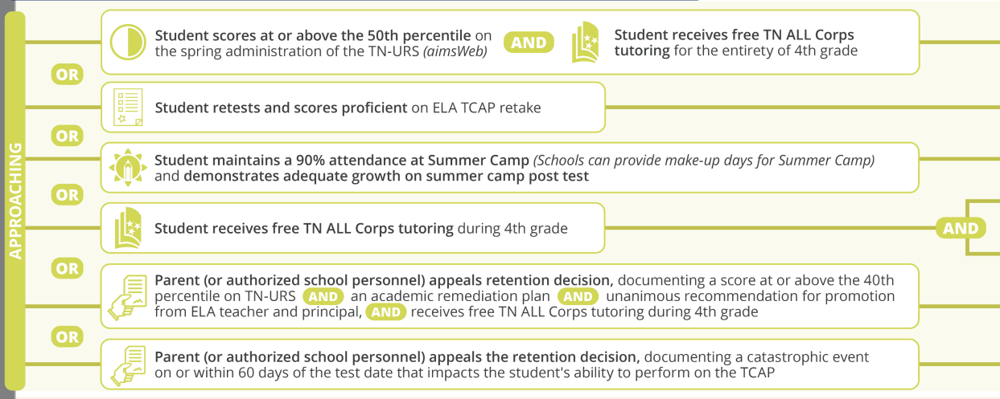 APPROACHING
Student scores at or above the 50th percentile on
the spring administration of the TN-URS (aimsWeb)
AND
Student receives free TN ALL Corps
tutoring for the entirety of 4th grade
OR
Student retests and scores proficient on ELA TCAP retake
OR
Student maintains a 90% attendance at Summer Camp (Schools can provide make-up days for Summer Camp)
and demonstrates adequate growth on summer camp post test
OR
Student receives free TN ALL Corps tutoring during 4th grade
AND
OR
Parent (or authorized school personnel) appeals retention decision, documenting a score at or above the 40th
percentile on TN-URS AND an academic remediation plan AND unanimous recommendation for promotion
from ELA teacher and principal, AND receives free TN ALL Corps tutoring during 4th grade
OR
Parent (or authorized school personnel) appeals the retention decision, documenting a catastrophic event
on or within 60 days of the test date that impacts the student's ability to perform on the TCAP